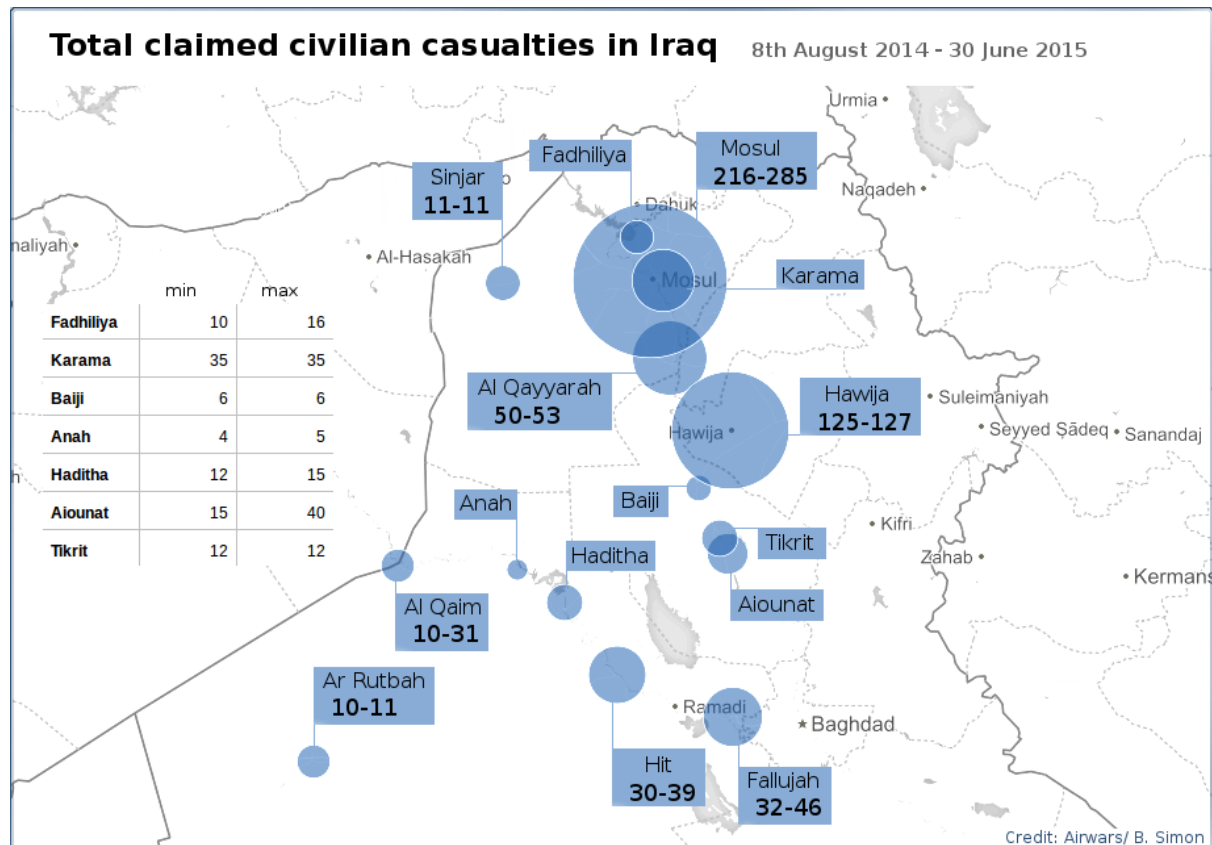 Total claimed civilian casualties in Iraq 8th August 2014 - 30 June 2015
Urmia
Fadhiliya
Mosul
216-285
Sinjar
11-11
o
Naqadeh
Dahuk
naliyah
Al-Hasakah
Mosul
Karama
min max
Fadhiliya 10 16
Karama 35 35
Baiji 6 6
Anah 4 5
Haditha 12 15
Aiounat 15 40
Tikrit 12 12
Al Qayyarah
50-53
Hawija
125-127
Suleimaniyah
Hawija
Seyyed Şādeq
Sanandaj
h
Anah
Baiji
Kifri
Tikrit
Haditha
Zahab
Kermans
Aiounat
Al Qaim
10-31
Ar Rutbah
10-11
Ramadi
Baghdad
Hit
30-39
Fallujah
32-46
Credit: Airwars/ B. Simon